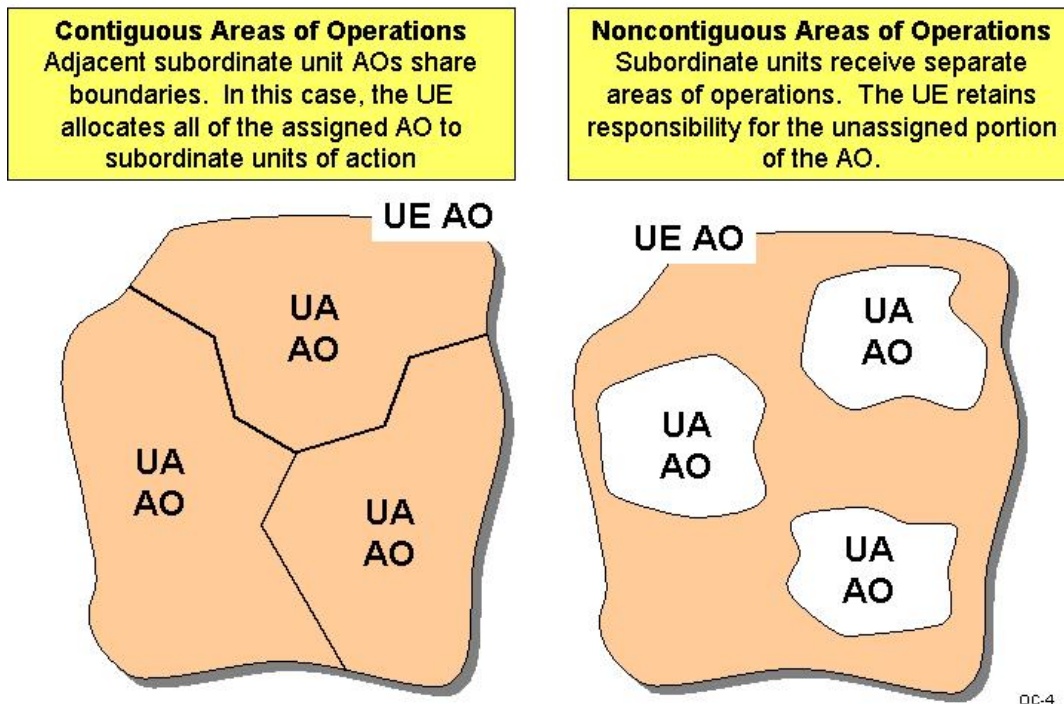 Contiguous Areas of Operations
Adjacent subordinate unit AOs share
boundaries.  In this case, the UE
allocates all of the assigned AO to
subordinate units of action
Noncontiguous Areas of Operations
Subordinate units receive separate
areas of operations.  The UE retains
responsibility for the unassigned portion
of the AO.
UE AO
UA
AO
UA
AO
UA
AO
UE AO
UA
AO
UA
AO
UA
AO
OC-4